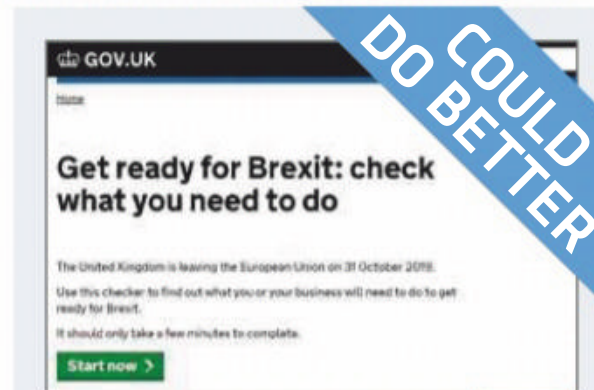 GOV.UK
COULD
DO BETTER
Home
Get ready for Brexit: check
what you need to do
The United Kingdom is leaving the European Union on 31 October 2019.
Use this checker to find out what you or your business will need to do to get
ready for Brexit.
It should only take a few minutes to complete.
Start now >